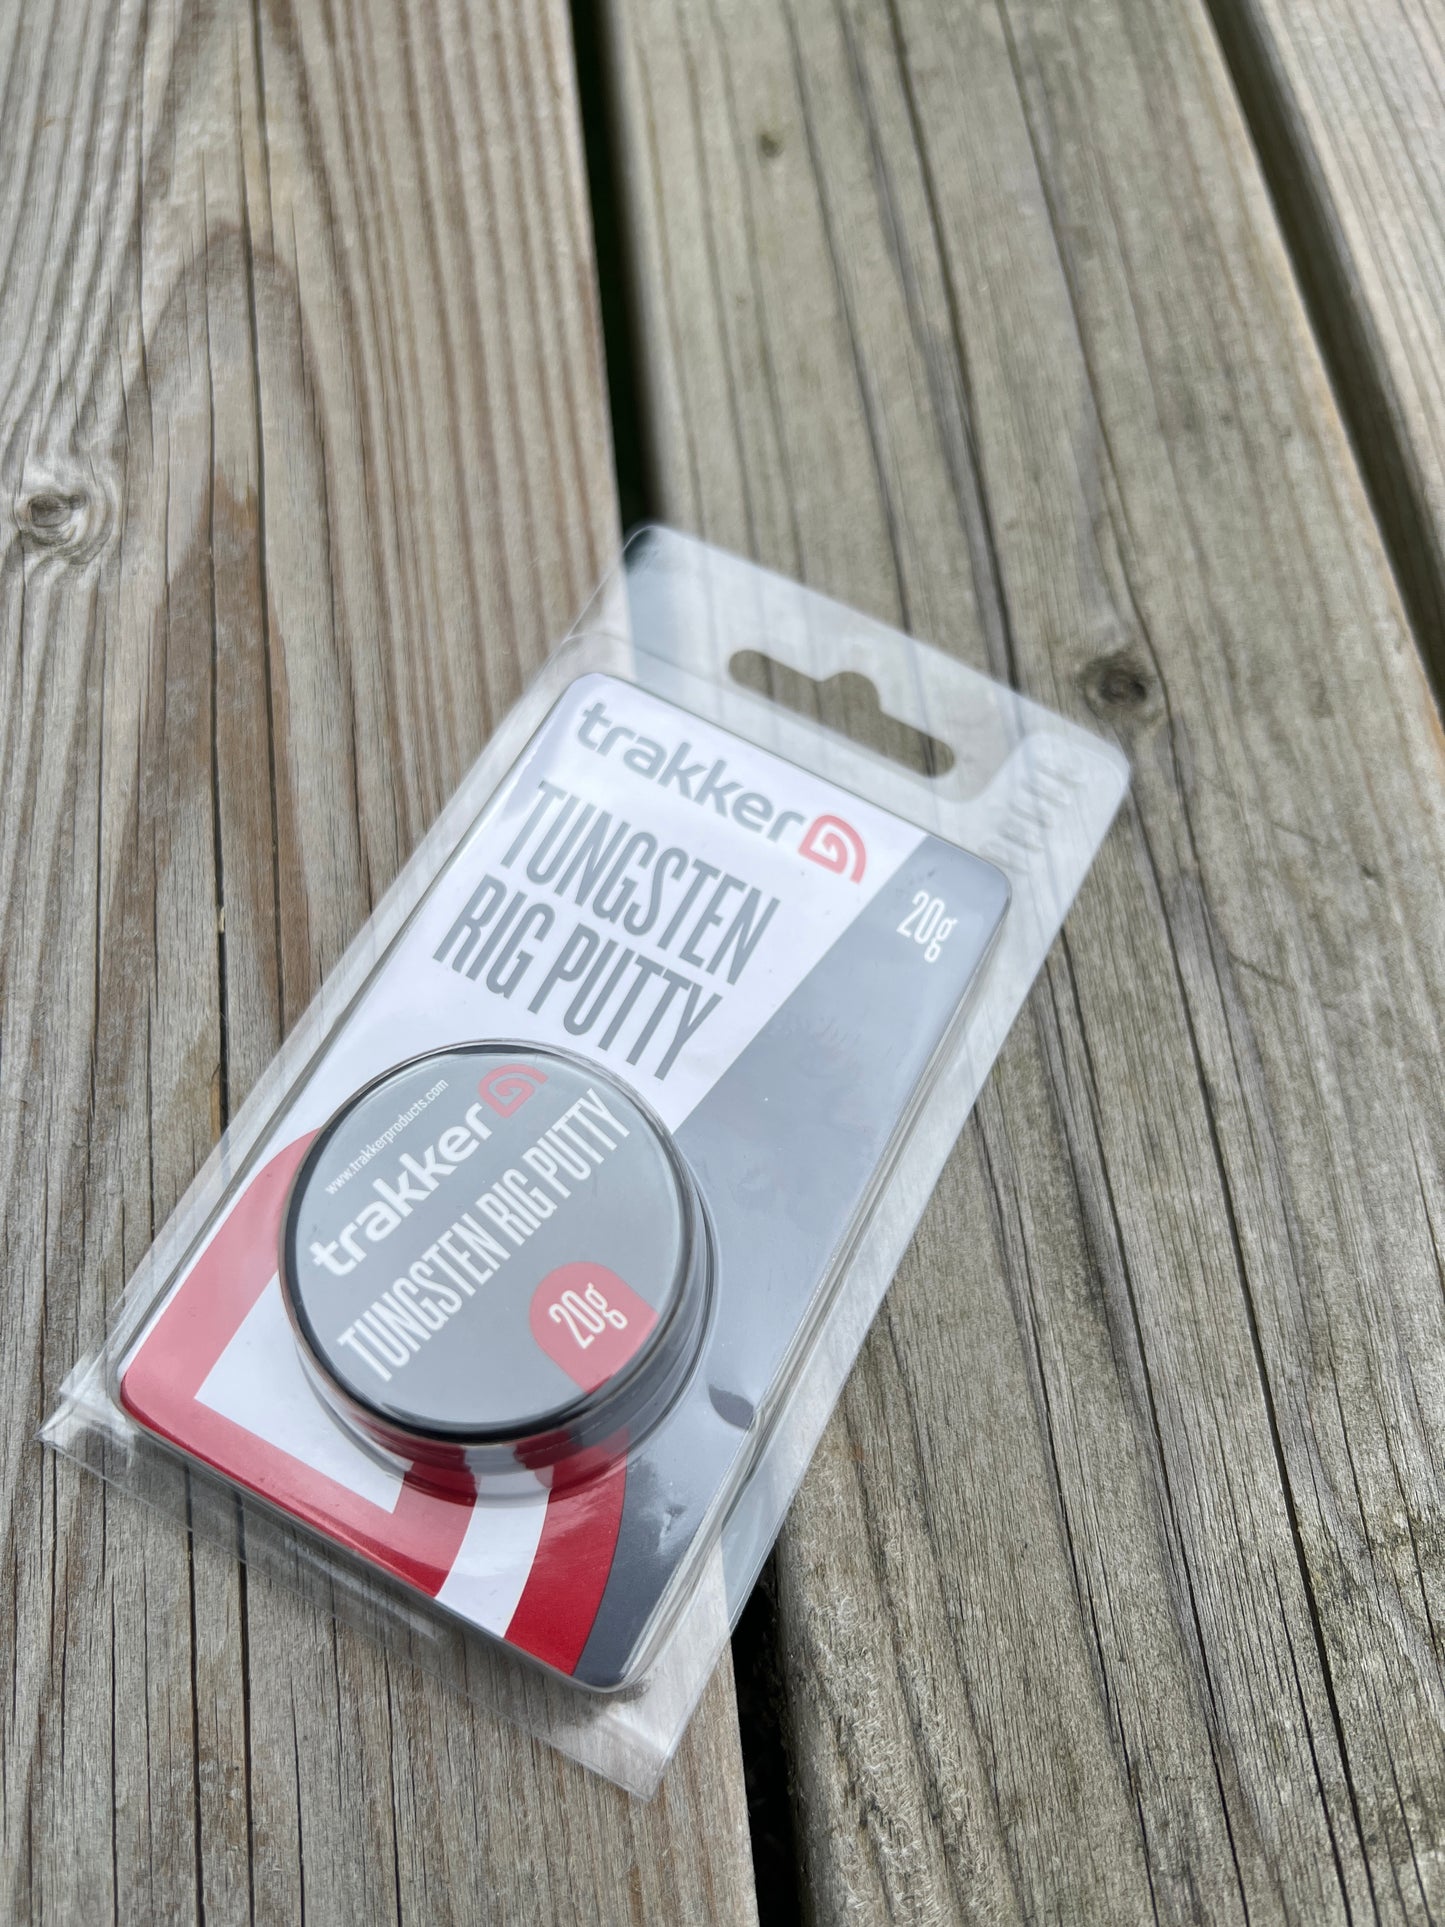 trakker
TUNGSTEN
RIG PUTTY
20g
www.trakkerproducts.com
trakker
TUNGSTEN RIG PUTTY
20g